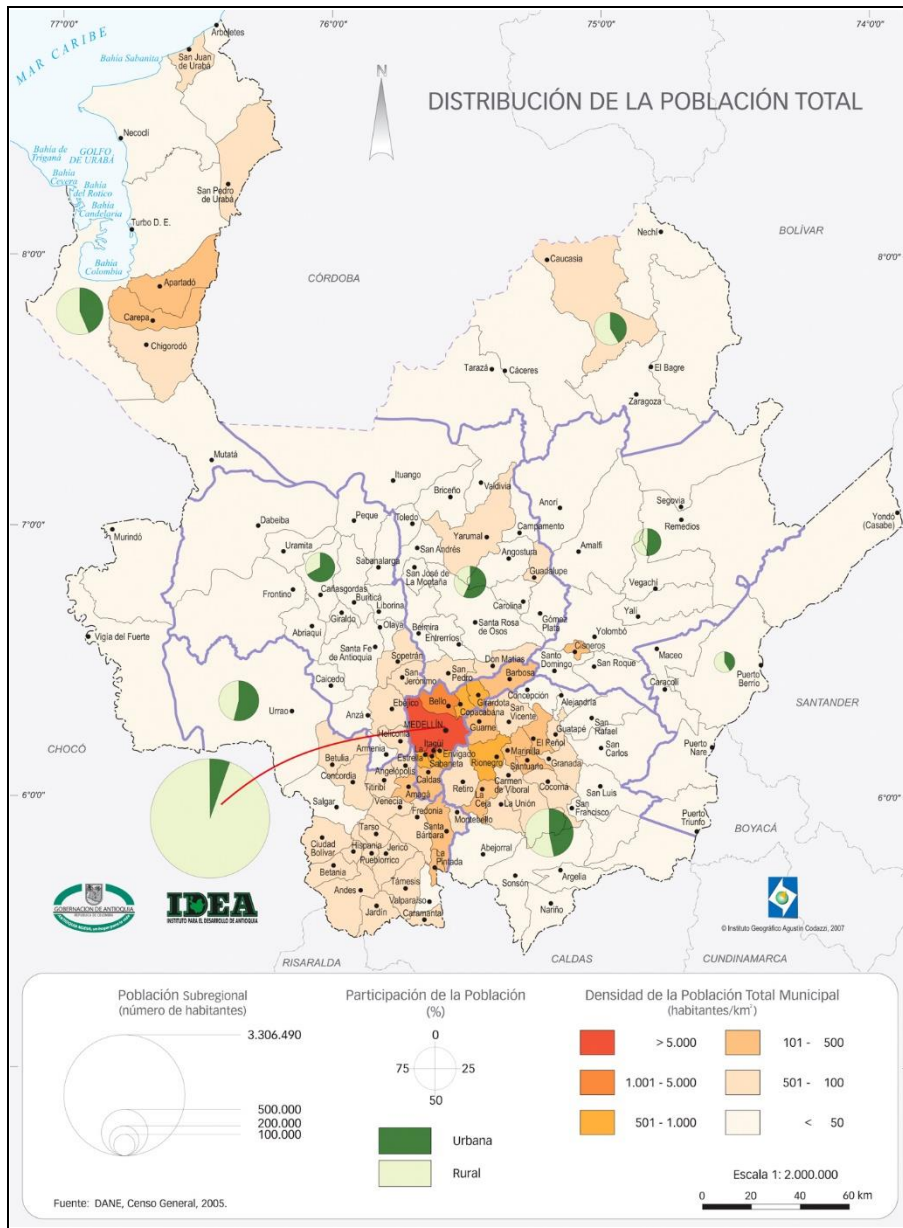 77°0'0"
76°0'0"
75°0'0"
74°0'0"
DISTRIBUCIÓN DE LA POBLACIÓN TOTAL
N
MAR CARIBE
Bahía Sabanita
Arboletes
San Juan
de Urabá
Necoclí
Bahía de
Triganá
GOLFO
DE URABÁ
Bahía
Cevera
Bahía
del Rotico
Bahía
Candelaria
San Pedro
de Urabá
Turbo D. E.
Bahía
Colombia
8°0'0"
8°0'0"
CÓRDOBA
BOLÍVAR
Nechí
Caucasia
Apartadó
Carepa
Chigorodó
Tarazá
Cáceres
El Bagre
Zaragoza
Mutatá
Ituango
Briceño
Valdivia
Anorí
Segovia
Remedios
Yondó
(Casabe)
7°0'0"
7°0'0"
Murindó
Dabeiba
Peque
Toledo
Campamento
Yarumal
Uramita
Sabanalarga
San Andrés
Angostura
Amalfi
San José de
La Montaña
Guadalupe
Vegachí
Frontino
Cañasgordas
Buriticá
Liborina
Carolina
Gómez
Plata
Yalí
Giraldo
Abriaquí
Olaya
Belmira
Entrerríos
Santa Rosa
de Osos
Yolombó
Vigía del Fuerte
Santa Fe
de Antioquia
Sopetrán
Don Matías
Santo
Domingo
Cisneros
San Roque
Maceo
Puerto
Berrío
Caracolí
Caicedo
San
Jerónimo
San
Pedro
Barbosa
Concepción
Alejandría
SANTANDER
Urrao
Anzá
Ebéjico
Bello
Girardota
Copacabana
San
Vicente
San
Rafael
MEDELLÍN
Guarne
Guatapé
Heliconia
Itagüí
El Peñol
San
Carlos
Puerto
Nare
CHOCÓ
Armenia
La
Estrella
Envigado
Sabaneta
Marinilla
Rionegro
Santuario
Granada
Betulia
Angelópolis
Caldas
Concordia
Titiribí
Amagá
Retiro
Carmen
de Viboral
Cocorna
San Luis
6°0'0"
6°0'0"
Salgar
Venecia
Fredonia
La
Ceja
La Unión
San
Francisco
Puerto
Triunfo
Montebello
Santa
Bárbara
BOYACÁ
Tarso
Ciudad
Bolívar
Hispania
Jericó
Pueblorrico
La
Pintada
Abejorral
Betania
Argelia
Sonsón
Andes
Támesis
Valparaíso
Nariño
Jardín
Caramanta
GOBERNACION DE ANTIOQUIA
REPUBLICA DE COLOMBIA
IDEA
INSTITUTO PARA EL DESARROLLO DE ANTIOQUIA
© Instituto Geográfico Agustín Codazzi, 2007
RISARALDA
CALDAS
CUNDINAMARCA
Población Subregional
(número de habitantes)
3.306.490
500.000
200.000
100.000
Participación de la Población
(%)
0
75
25
50
Urbana
Rural
Densidad de la Población Total Municipal
(habitantes/km²)
> 5.000
101 - 500
1.001 - 5.000
501 - 100
501 - 1.000
< 50
Escala 1: 2.000.000
0 20 40 60 km
Fuente: DANE, Censo General, 2005.